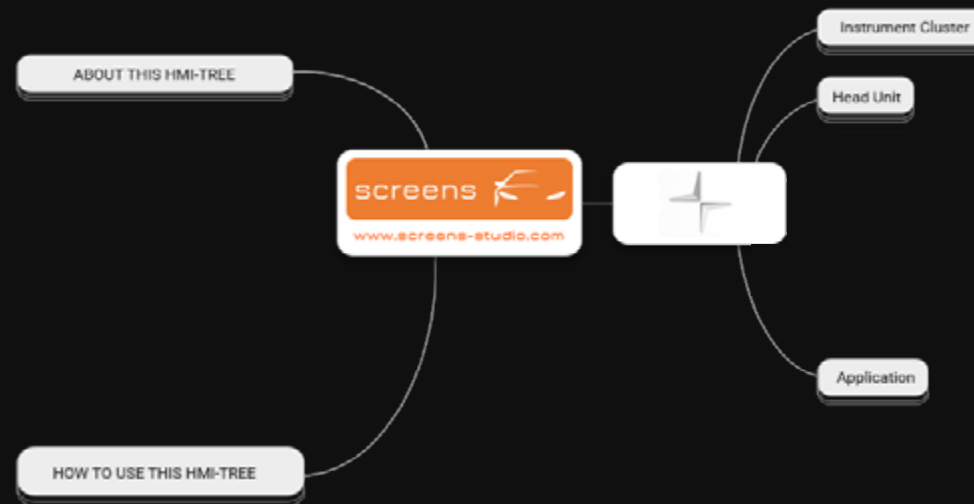 ABOUT THIS HMI-TREE
HOW TO USE THIS HMI-TREE
screens
www.screens-studio.com
Instrument Cluster
Head Unit
Application